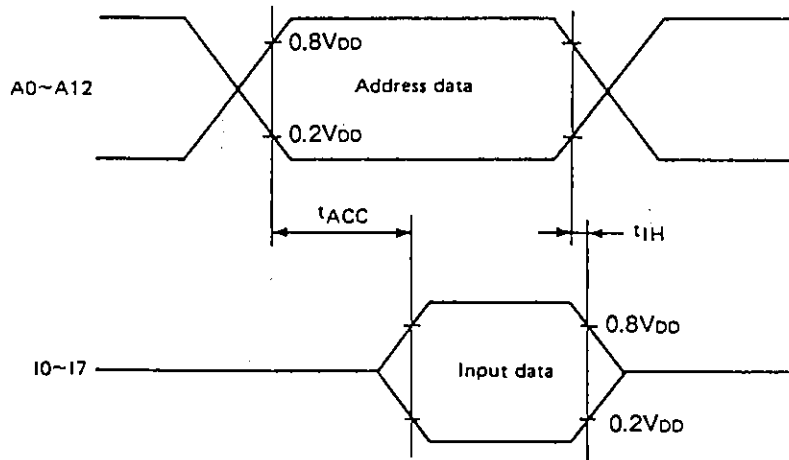 0.8VDD
A0~A12
Address data
0.2VDD
tACC
tIH
0.8VDD
I0~I7
Input data
0.2VDD